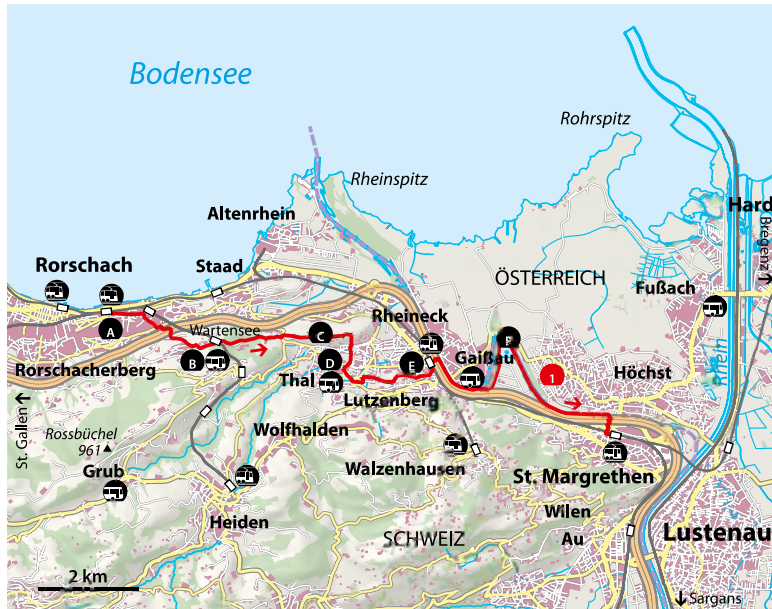 Bodensee
Rohrspitz
Rheinspitz
Altenrhein
Hard
Bregenz
Rorschach
Staad
ÖSTERREICH
Fußach
Rheineck
A
Wartensee
C
F
Gaißau
Rhein
B
D
E
1
Höchst
Rorschacherberg
Thal
Lutzenberg
St. Gallen
Rossbüchel
961
Wolfhalden
Grub
Walzenhausen
St. Margrethen
Heiden
Wilen
SCHWEIZ
Au
Lustenau
2 km
Sargans